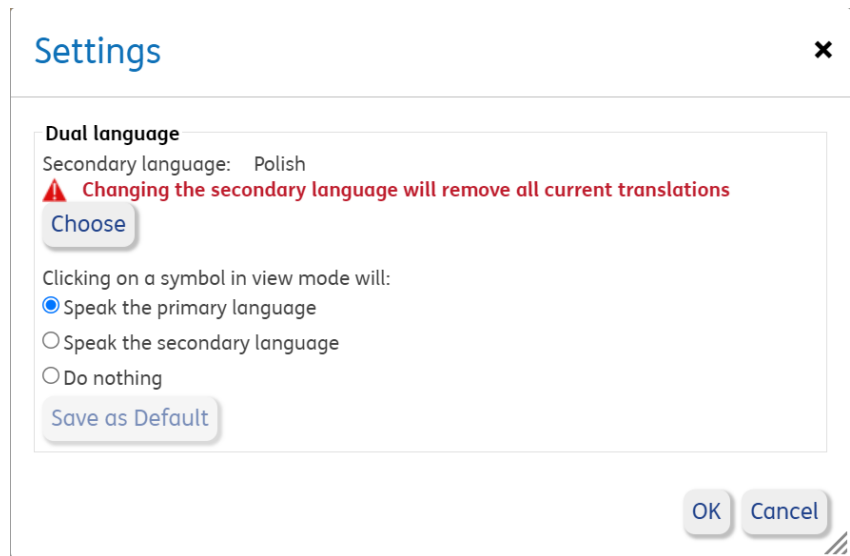 Settings
Dual language
Secondary language: Polish
Changing the secondary language will remove all current translations
Choose
Clicking on a symbol in view mode will:
Speak the primary language
Speak the secondary language
Do nothing
Save as Default
OK Cancel